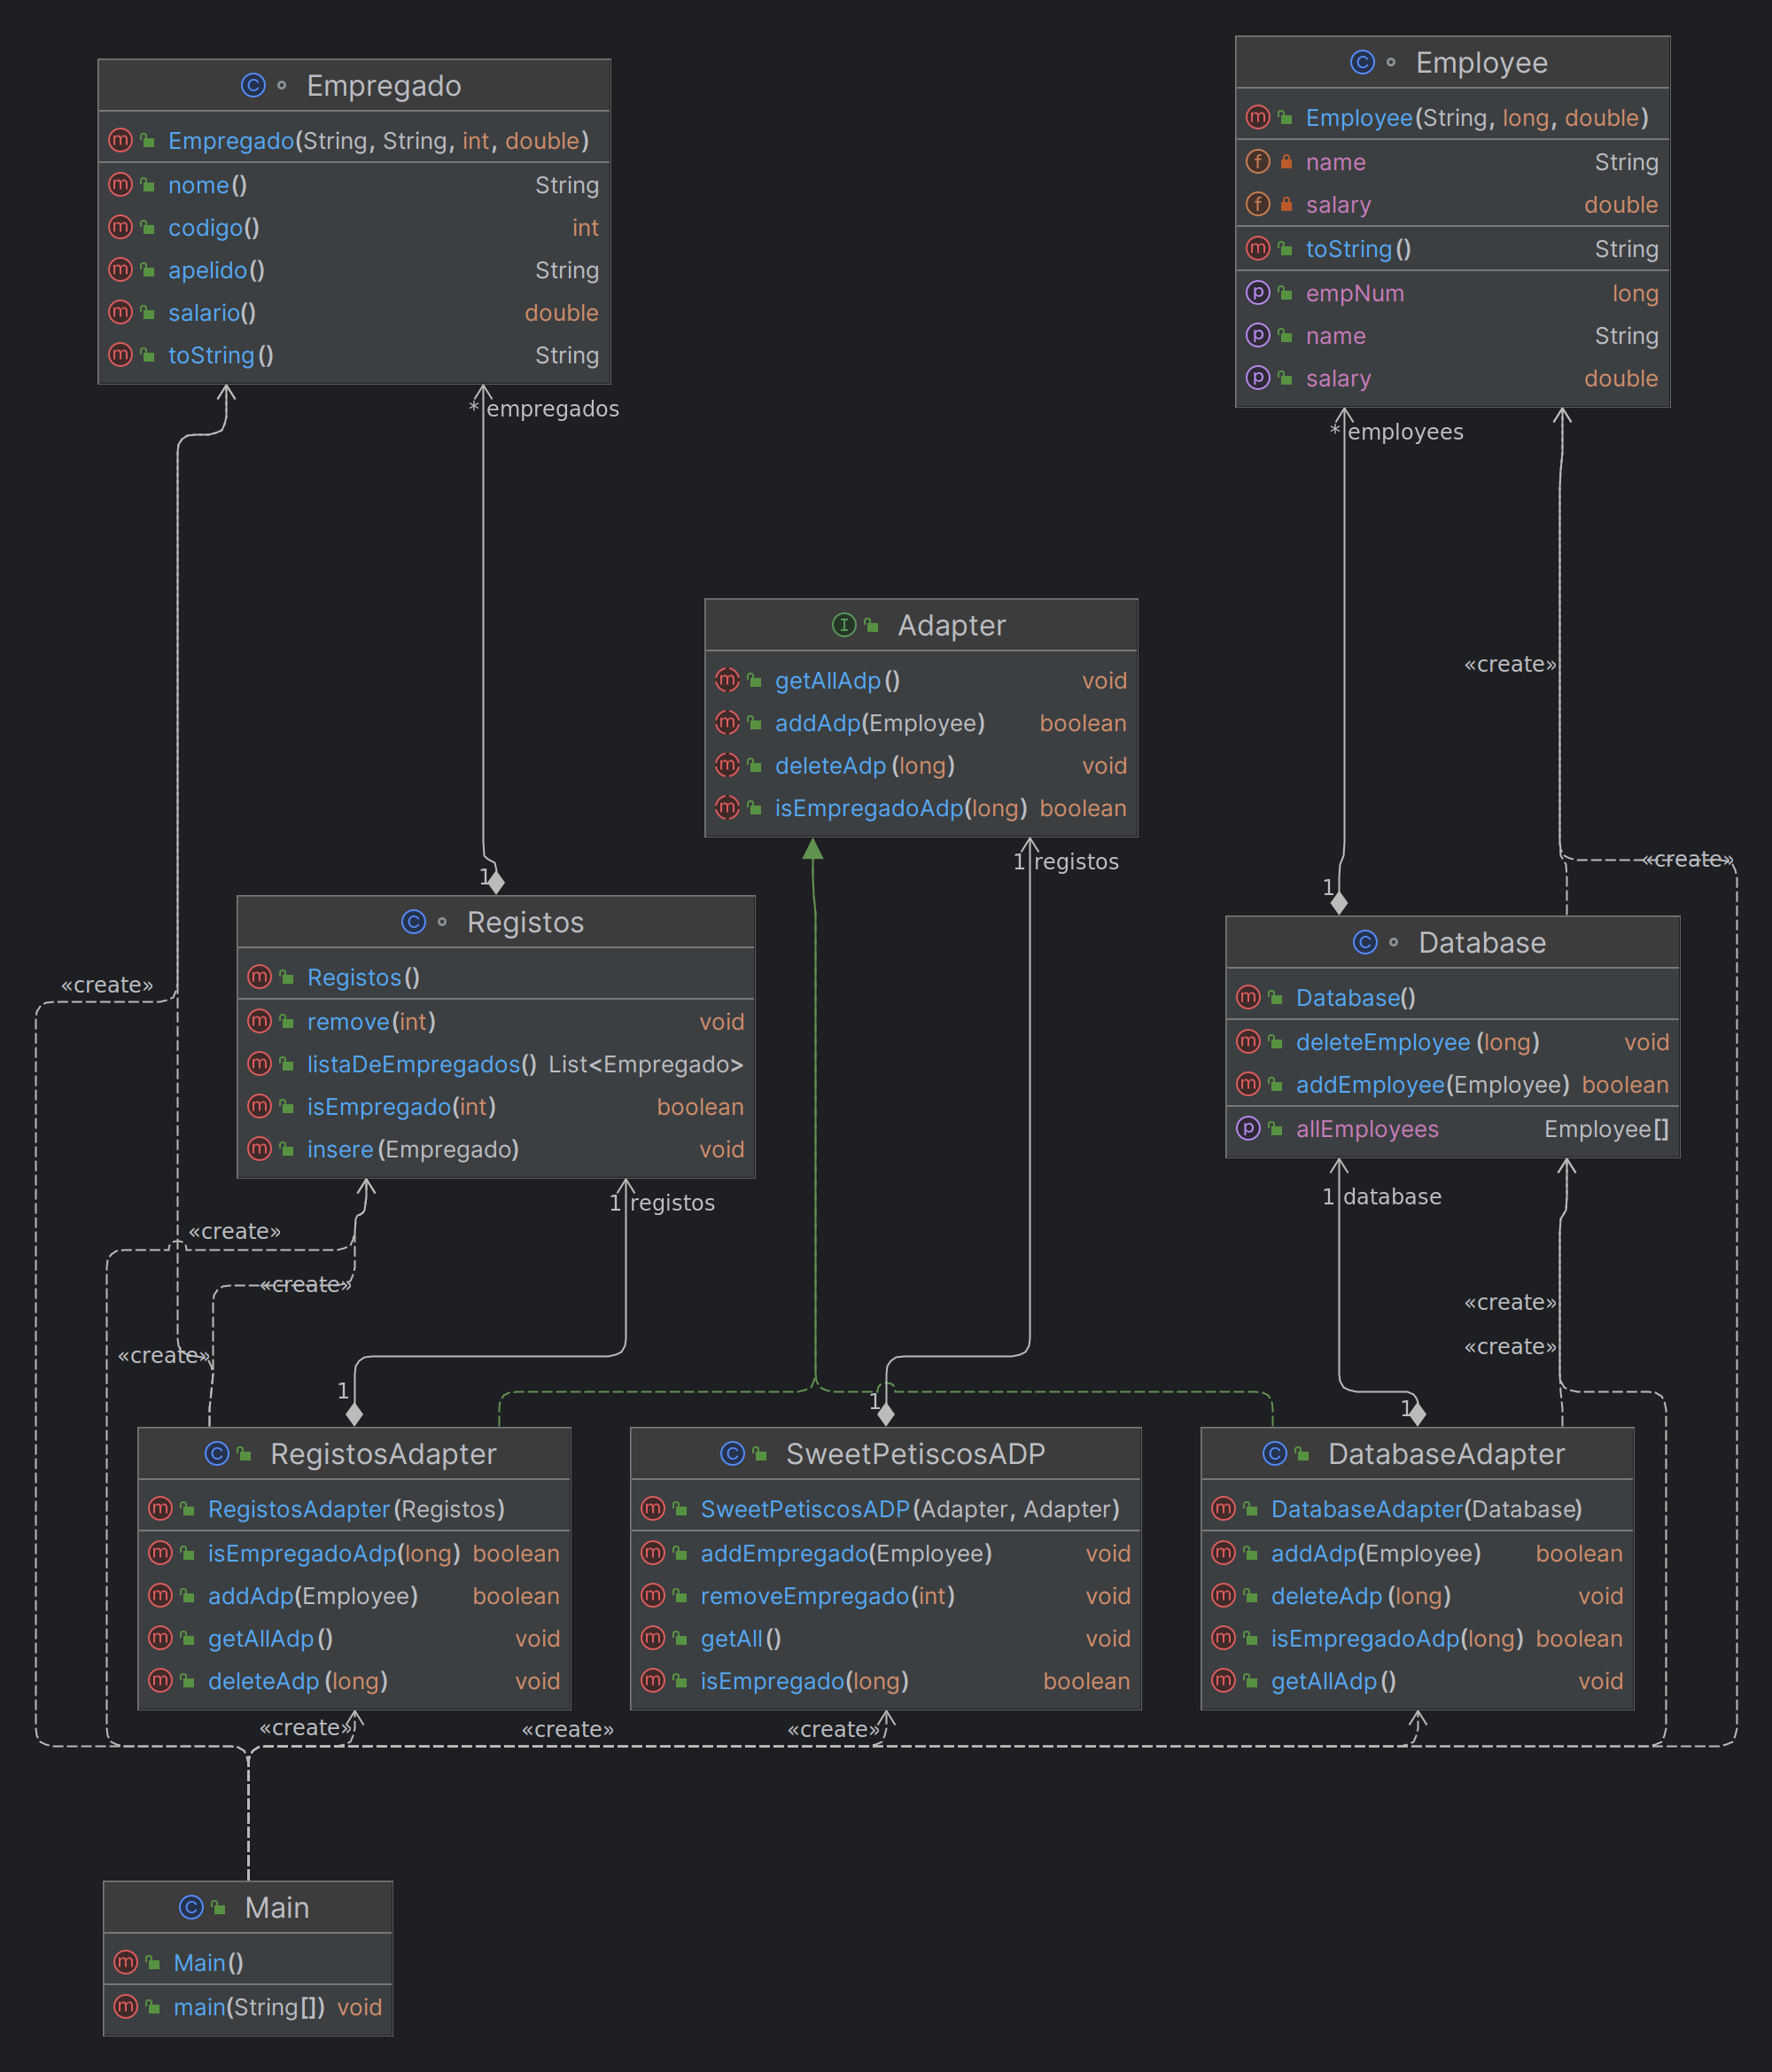 Empregado
Empregado(String, String, int, double)
nome() String
codigo() int
apelido() String
salario() double
toString() String
* empregados
Employee
Employee(String, long, double)
name String
salary double
toString() String
empNum long
name String
salary double
* employees
«create»
Adapter
getAllAdp() void
addAdp(Employee) boolean
deleteAdp(long) void
isEmpregadoAdp(long) boolean
1 registos
«create»
1
Registos
Registos()
remove(int) void
listaDeEmpregados() List<Empregado>
isEmpregado(int) boolean
insere(Empregado) void
1 registos
1
Database
Database()
deleteEmployee(long) void
addEmployee(Employee) boolean
allEmployees Employee[]
1 database
«create»
«create»
«create»
«create»
«create»
«create»
1
RegistosAdapter
RegistosAdapter(Registos)
isEmpregadoAdp(long) boolean
addAdp(Employee) boolean
getAllAdp() void
deleteAdp(long) void
1
SweetPetiscosADP
SweetPetiscosADP(Adapter, Adapter)
addEmpregado(Employee) void
removeEmpregado(int) void
getAll() void
isEmpregado(long) boolean
1
DatabaseAdapter
DatabaseAdapter(Database)
addAdp(Employee) boolean
deleteAdp(long) void
isEmpregadoAdp(long) boolean
getAllAdp() void
«create»
«create»
«create»
Main
Main()
main(String[]) void